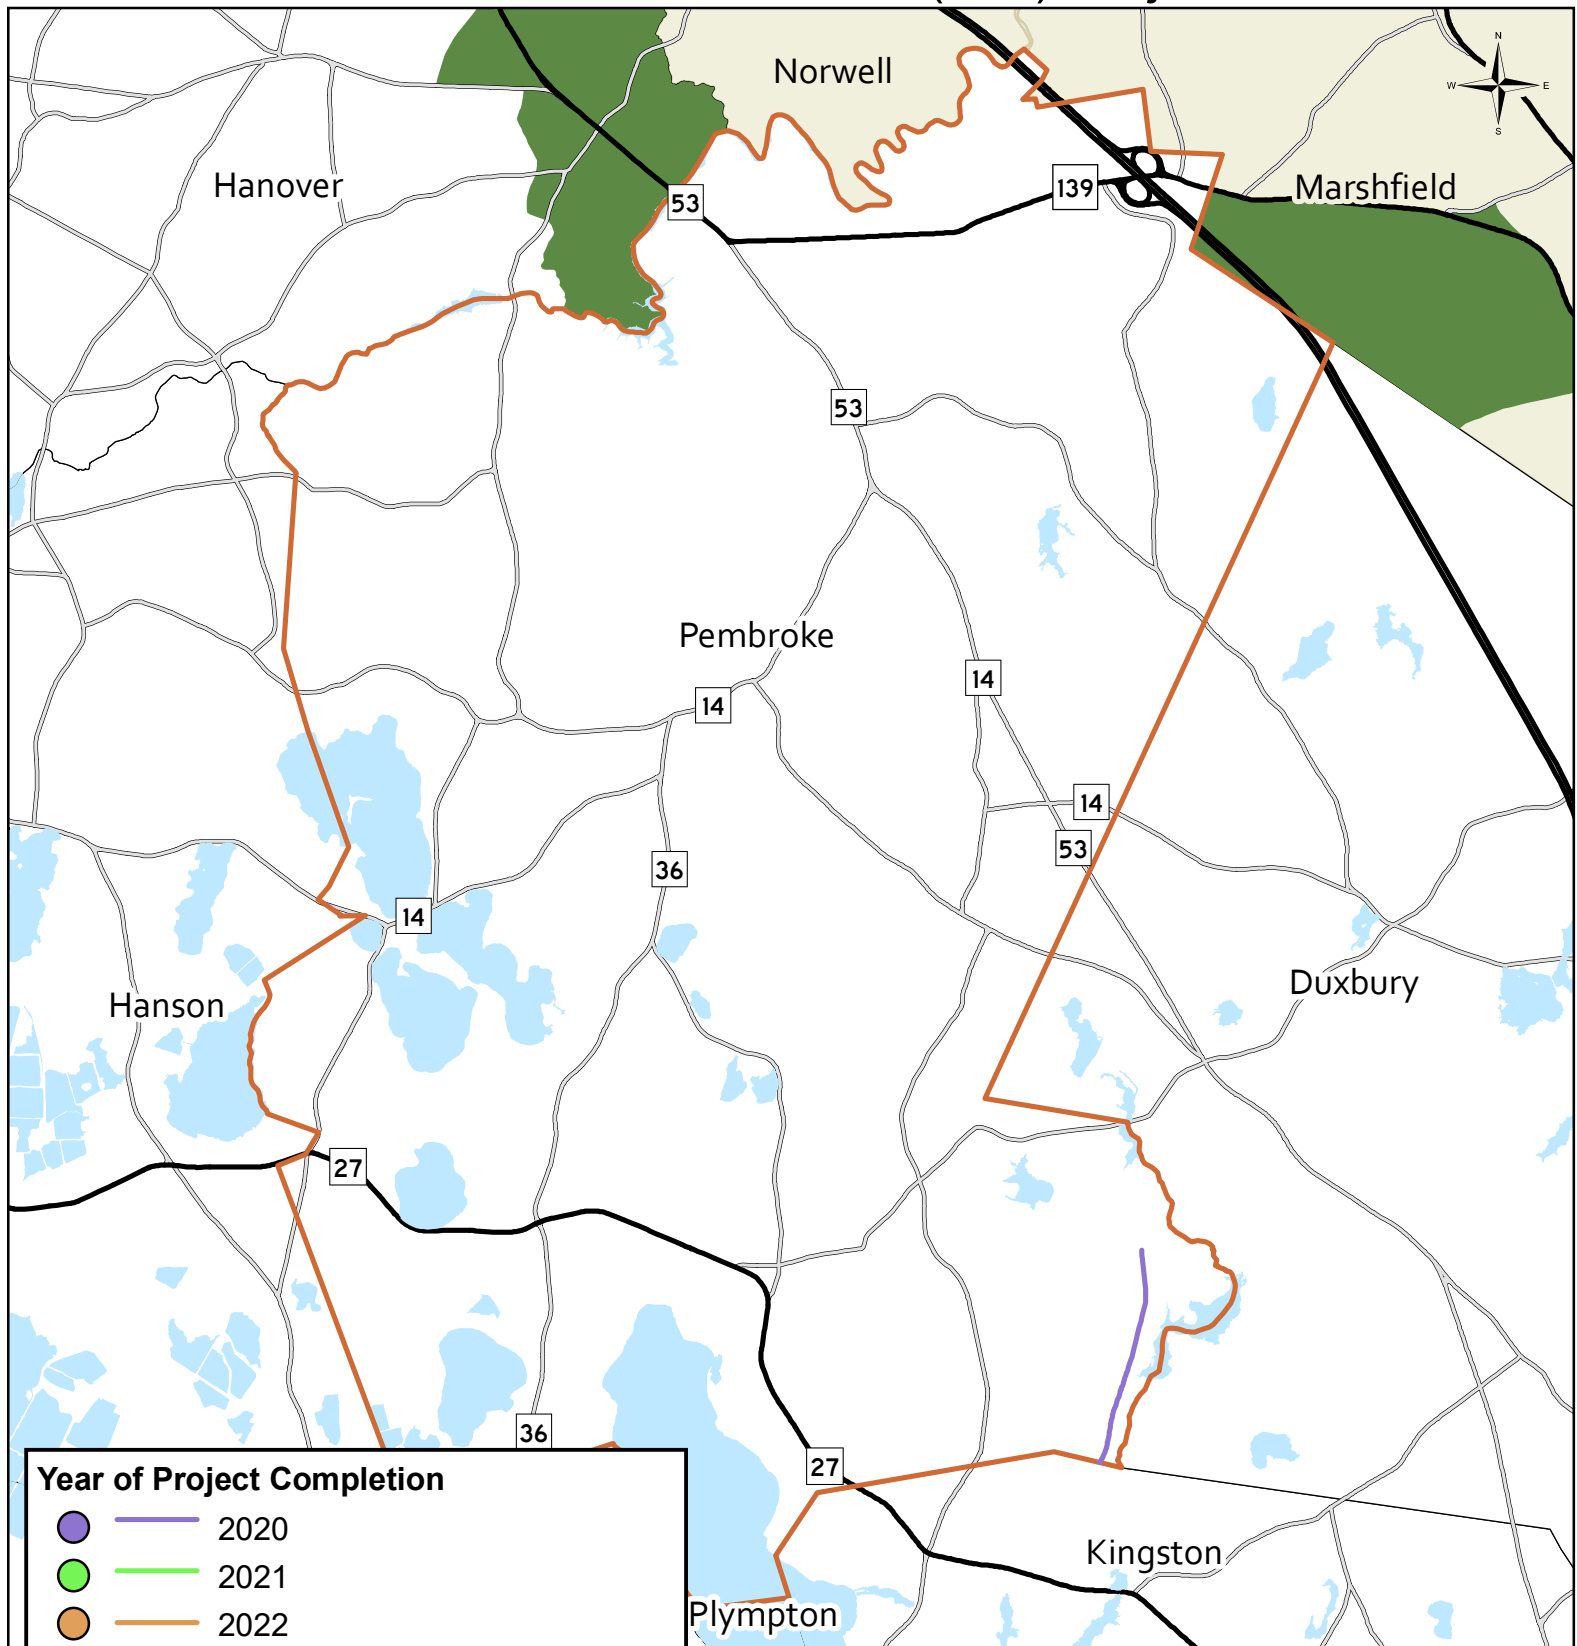 N
W E
S
Norwell
Hanover
139
Marshfield
53
53
Pembroke
14
14
14
53
36
14
Duxbury
Hanson
27
36
27
Year of Project Completion
2020
2021
2022
Kingston
Plympton